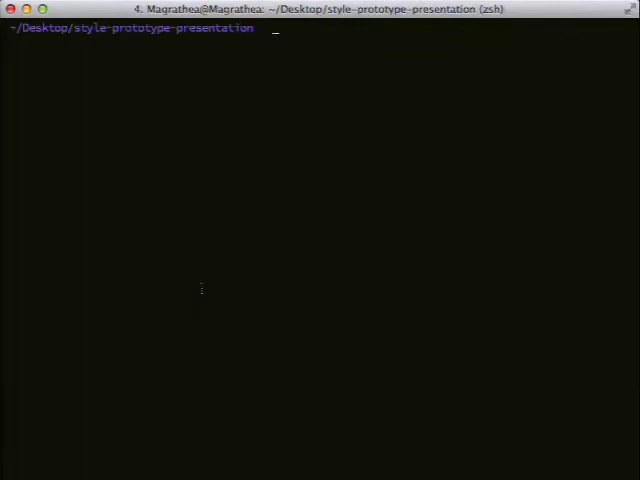 4. Magrathea@Magrathea: ~/Desktop/style-prototype-presentation (zsh)
~/Desktop/style-prototype-presentation _